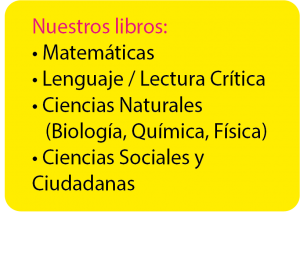 Nuestros libros:
• Matemáticas
• Lenguaje / Lectura Crítica
• Ciencias Naturales
(Biología, Química, Física)
• Ciencias Sociales y
Ciudadanas